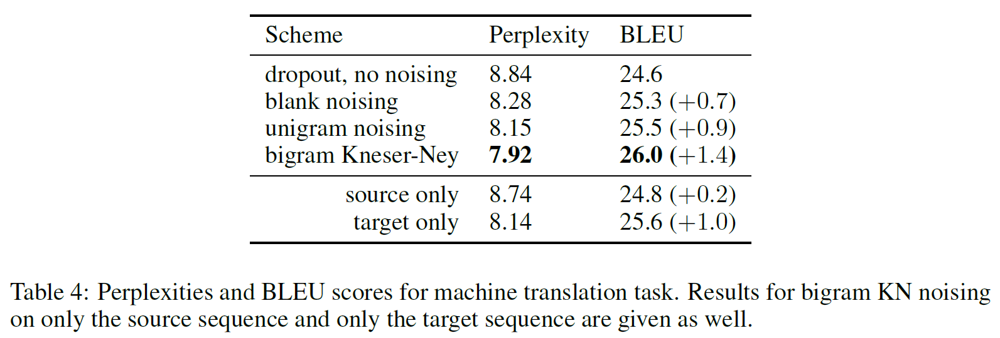 Scheme Perplexity BLEU
dropout, no noising 8.84 24.6
blank noising 8.28 25.3 (+0.7)
unigram noising 8.15 25.5 (+0.9)
bigram Kneser-Ney 7.92 26.0 (+1.4)
source only 8.74 24.8 (+0.2)
target only 8.14 25.6 (+1.0)
Table 4: Perplexities and BLEU scores for machine translation task. Results for bigram KN noising
on only the source sequence and only the target sequence are given as well.